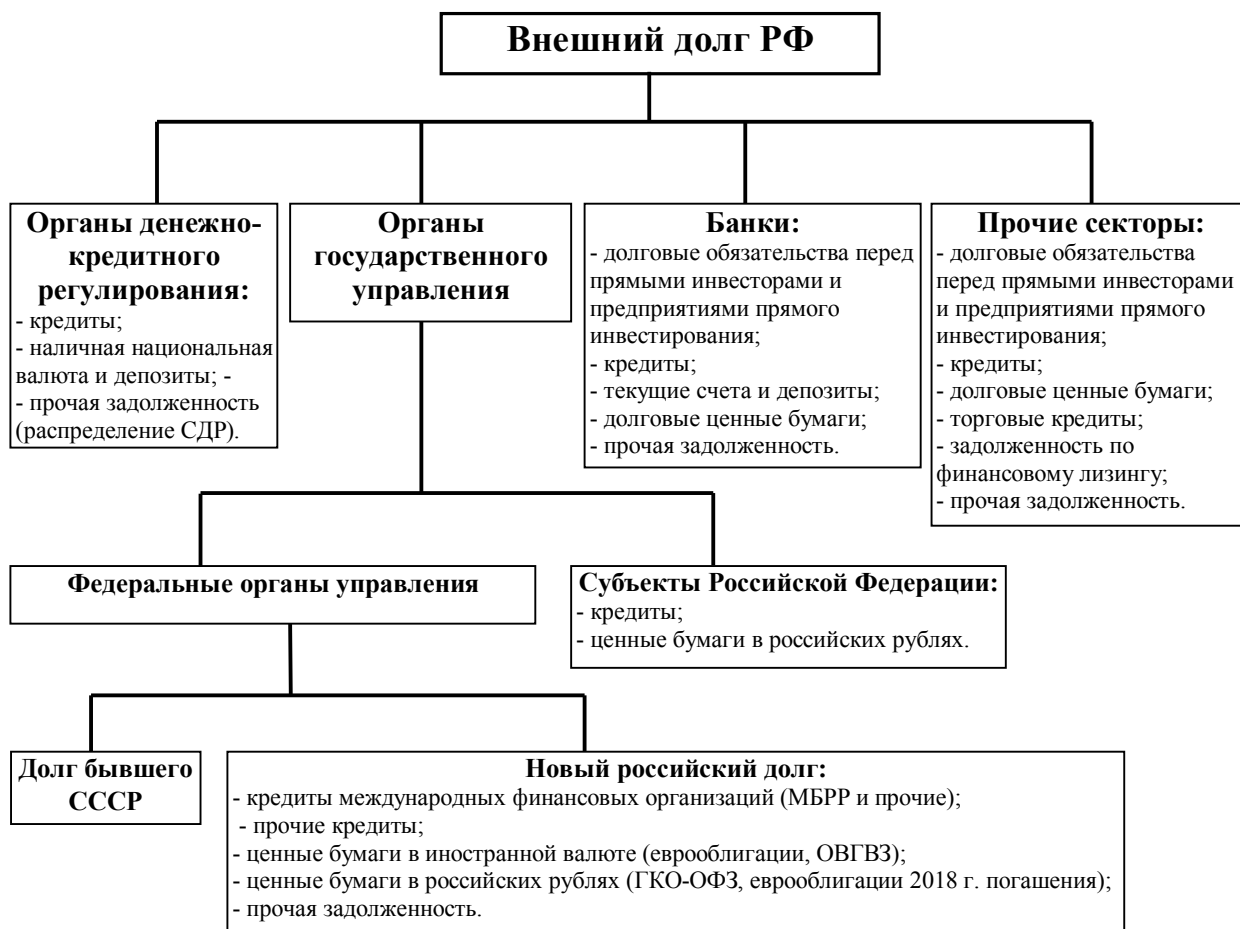 Внешний долг РФ
Органы денежно-
кредитного
регулирования:
- кредиты;
- наличная национальная
валюта и депозиты; -
- прочая задолженность
(распределение СДР).
Органы
государственного
управления
Банки:
- долговые обязательства перед
прямыми инвесторами и
предприятиями прямого
инвестирования;
- кредиты;
- текущие счета и депозиты;
- долговые ценные бумаги;
- прочая задолженность.
Прочие секторы:
- долговые обязательства
перед прямыми инвесторами
и предприятиями прямого
инвестирования;
- кредиты;
- долговые ценные бумаги;
- торговые кредиты;
- задолженность по
финансовому лизингу;
- прочая задолженность.
Федеральные органы управления
Субъекты Российской Федерации:
- кредиты;
- ценные бумаги в российских рублях.
Долг бывшего
СССР
Новый российский долг:
- кредиты международных финансовых организаций (МБРР и прочие);
- прочие кредиты;
- ценные бумаги в иностранной валюте (еврооблигации, ОВГВЗ);
- ценные бумаги в российских рублях (ГКО-ОФЗ, еврооблигации 2018 г. погашения);
- прочая задолженность.